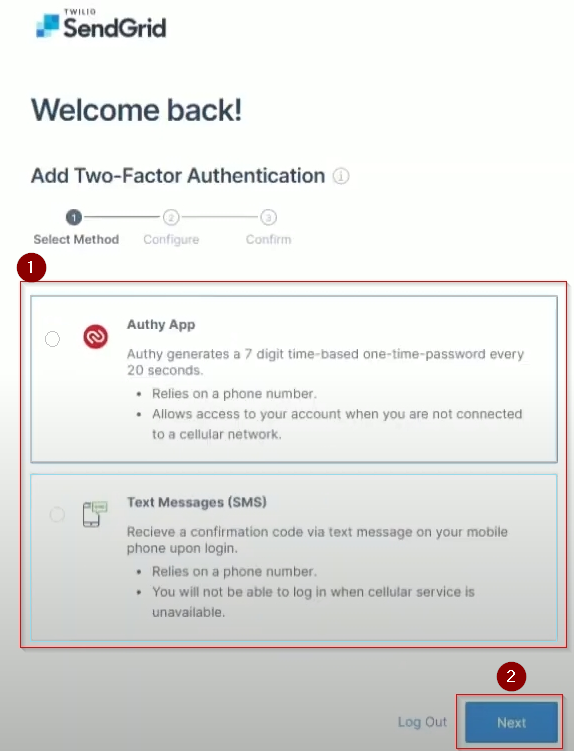 TWILIO
SendGrid
Welcome back!
Add Two-Factor Authentication
1 2 3
Select Method Configure Confirm
1
Authy App
Authy generates a 7 digit time-based one-time-password every
20 seconds.
• Relies on a phone number.
• Allows access to your account when you are not connected
to a cellular network.
Text Messages (SMS)
Recieve a confirmation code via text message on your mobile
phone upon login.
• Relies on a phone number.
• You will not be able to log in when cellular service is
unavailable.
2
Log Out Next